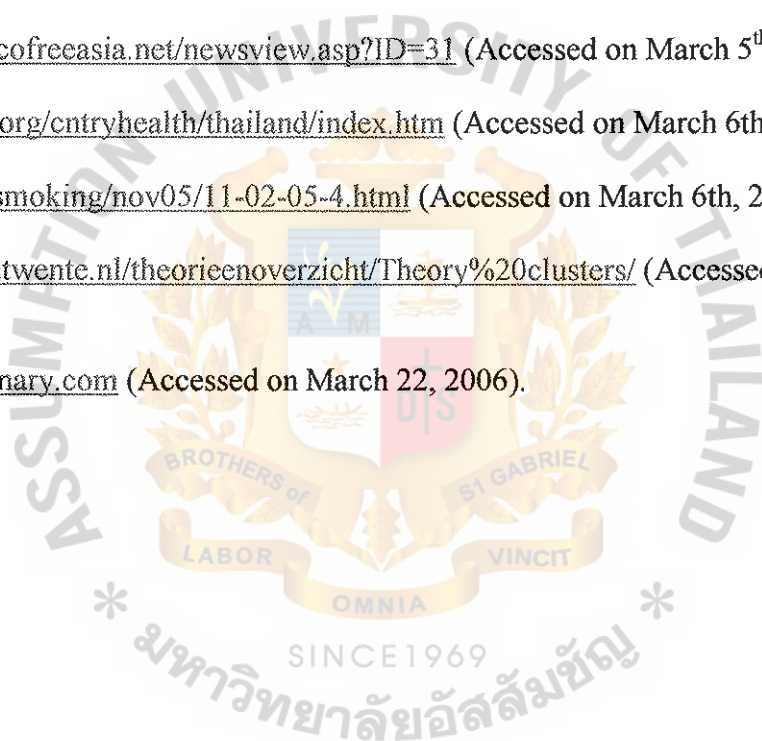 cofreeasia.net/newsview.asp?ID=31 (Accessed on March 5th
org/cntryhealth/thailand/index.htm (Accessed on March 6th
smoking/nov05/11-02-05-4.html (Accessed on March 6th, 2
twente.nl/theorieenoverzicht/Theory%20clusters/ (Accessed
nary.com (Accessed on March 22, 2006).
ASSUMPTION UNIVERSITY OF THAILAND
A M
D S
BROTHERS of ST GABRIEL
LABOR VINCIT
OMNIA
* *
SINCE1969
มหาวิทยาลัยอัสสัมชัญ